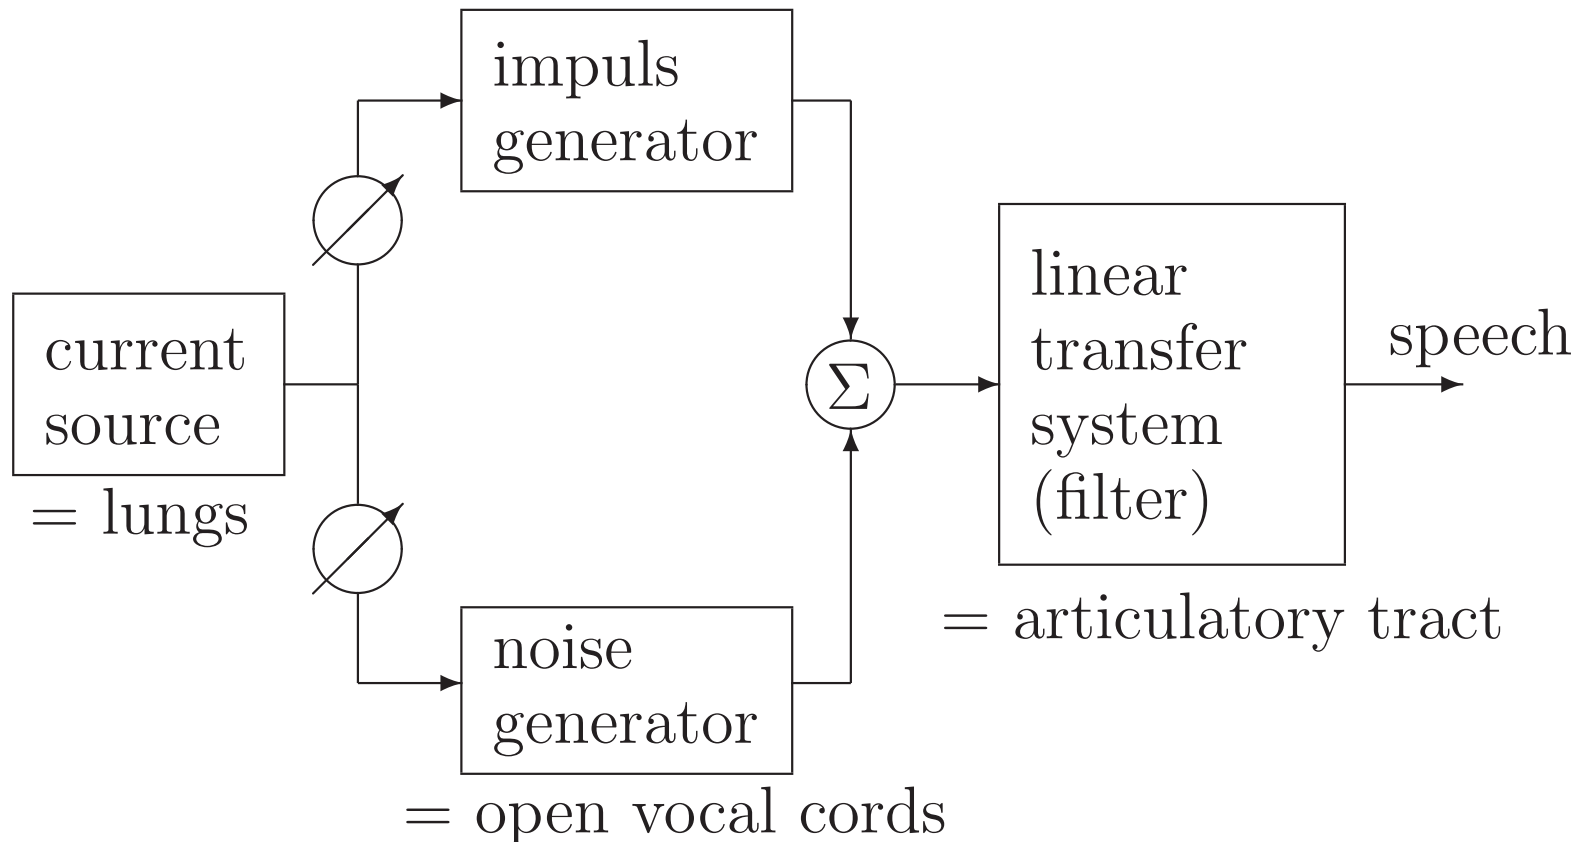 impuls
generator
current
source
= lungs
Σ
linear
transfer
system
(filter)
speech
= articulatory tract
noise
generator
= open vocal cords